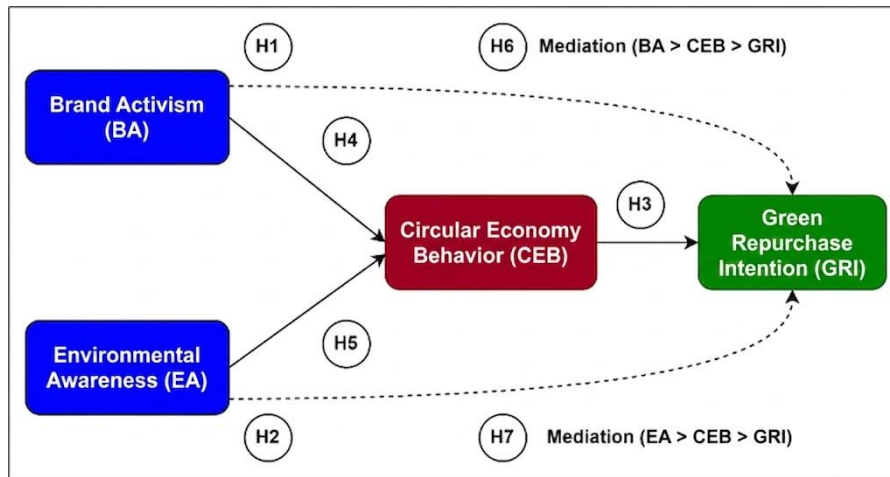 H1
H6
Mediation (BA > CEB > GRI)
Brand Activism
(BA)
H4
H3
Circular Economy
Behavior (CEB)
Green
Repurchase
Intention (GRI)
Environmental
Awareness (EA)
H5
H2
H7
Mediation (EA > CEB > GRI)